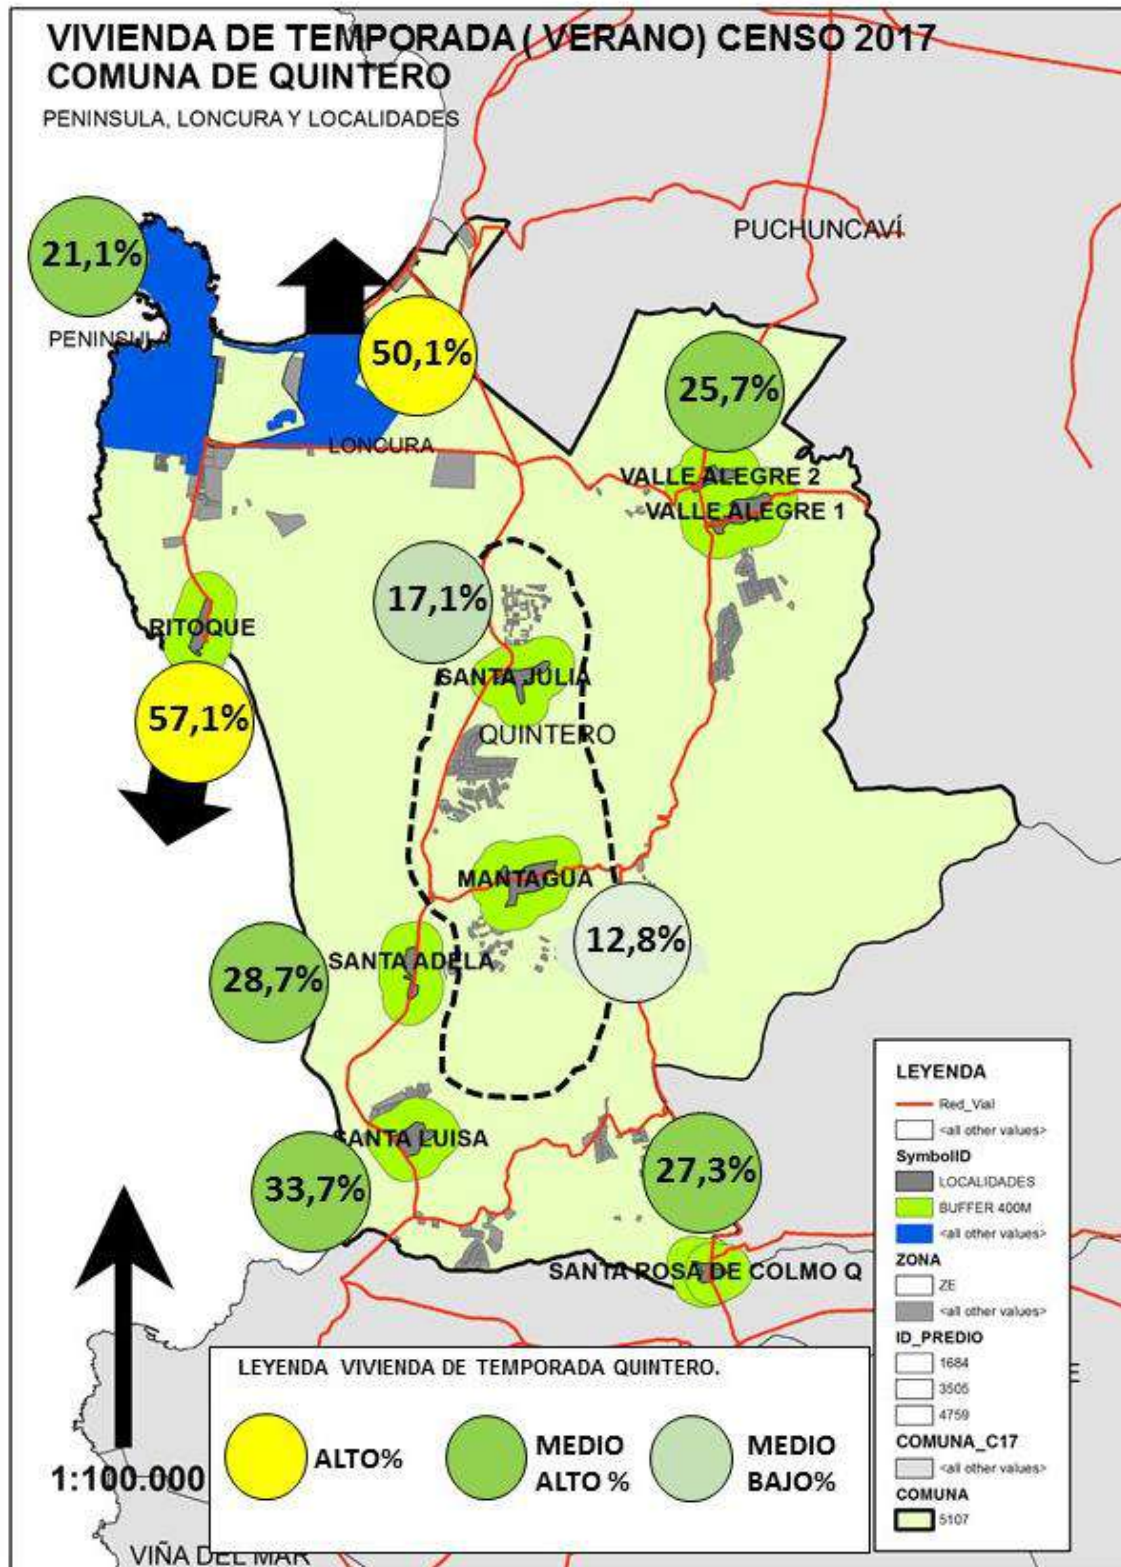 VIVIENDA DE TEMPORADA ( VERANO) CENSO 2017
COMUNA DE QUINTERO
PENINSULA, LONCURA Y LOCALIDADES
PUCHUNCAVÍ
21,1%
PENINSULA
50,1%
25,7%
LONCURA
VALLE ALEGRE 2
VALLE ALEGRE 1
17,1%
RITOQUE
SANTA JULIA
57,1%
QUINTERO
MANTAGUA
12,8%
SANTA ADELA
28,7%
SANTA LUISA
33,7%
27,3%
SANTA ROSA DE COLMO Q
LEYENDA
Red_Vial
<all other values>
SymbolID
LOCALIDADES
BUFFER 400M
<all other values>
ZONA
ZE
<all other values>
ID_PREDIO
1684
3505
4759
COMUNA_C17
<all other values>
COMUNA
5107
E
LEYENDA VIVIENDA DE TEMPORADA QUINTERO.
ALTO%
MEDIO
ALTO %
MEDIO
BAJO%
1:100.000
VIÑA DEL MAR